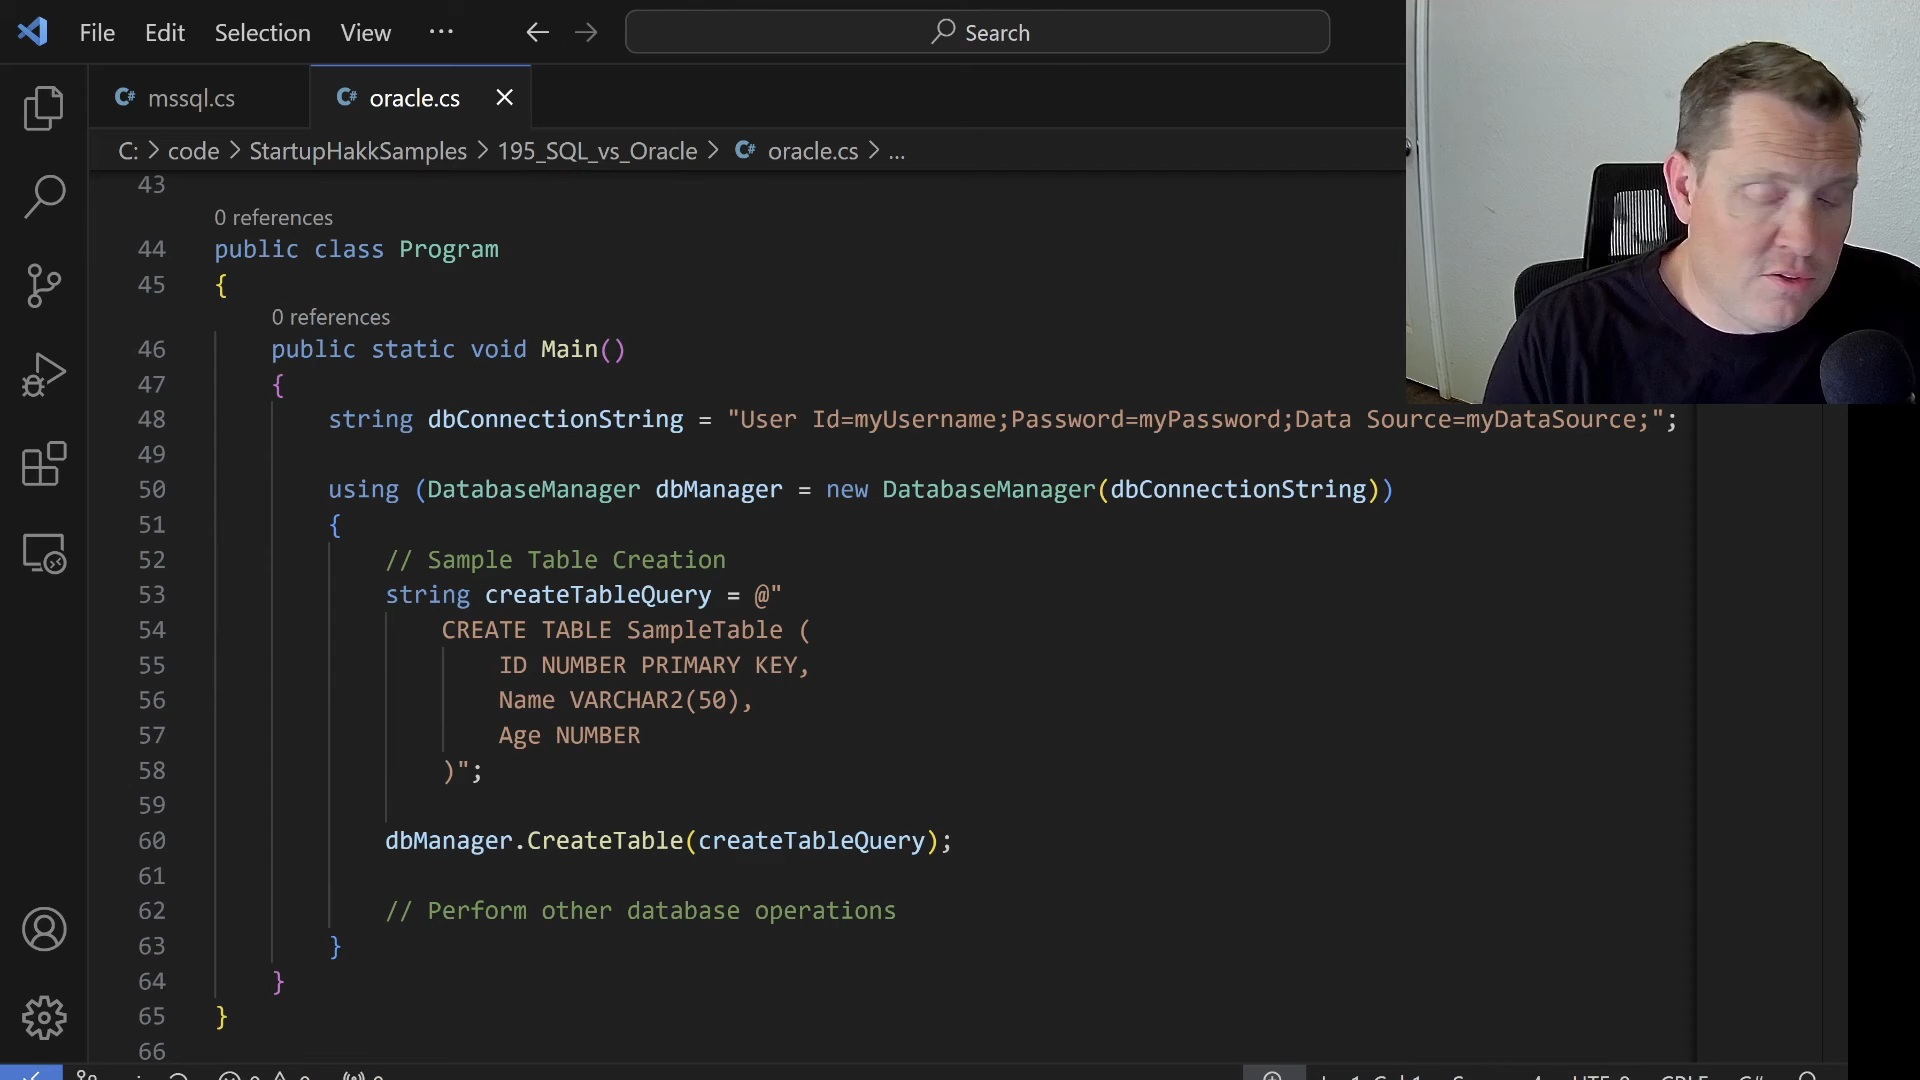 File Edit Selection View ··· Search
mssql.cs
oracle.cs
C: > code > StartupHakkSamples > 195_SQL_vs_Oracle > oracle.cs > ...
43
0 references
44 public class Program
45 {
0 references
46 public static void Main()
47 {
48 string dbConnectionString = "User Id=myUsername;Password=myPassword;Data Source=myDataSource;";
49
50 using (DatabaseManager dbManager = new DatabaseManager(dbConnectionString))
51 {
52 // Sample Table Creation
53 string createTableQuery = @"
54 CREATE TABLE SampleTable (
55 ID NUMBER PRIMARY KEY,
56 Name VARCHAR2(50),
57 Age NUMBER
58 )";
59
60 dbManager.CreateTable(createTableQuery);
61
62 // Perform other database operations
63 }
64 }
65 }
66